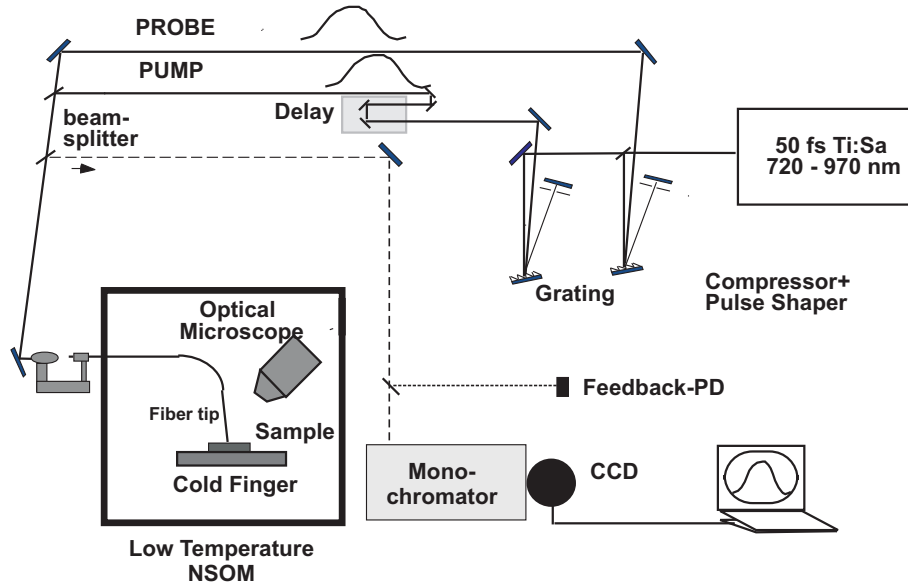 PROBE
PUMP
Delay
beam-
splitter
50 fs Ti:Sa
720 - 970 nm
Grating
Compressor+
Pulse Shaper
Optical
Microscope
Fiber tip
Sample
Cold Finger
Feedback-PD
Mono-
chromator
CCD
Low Temperature
NSOM